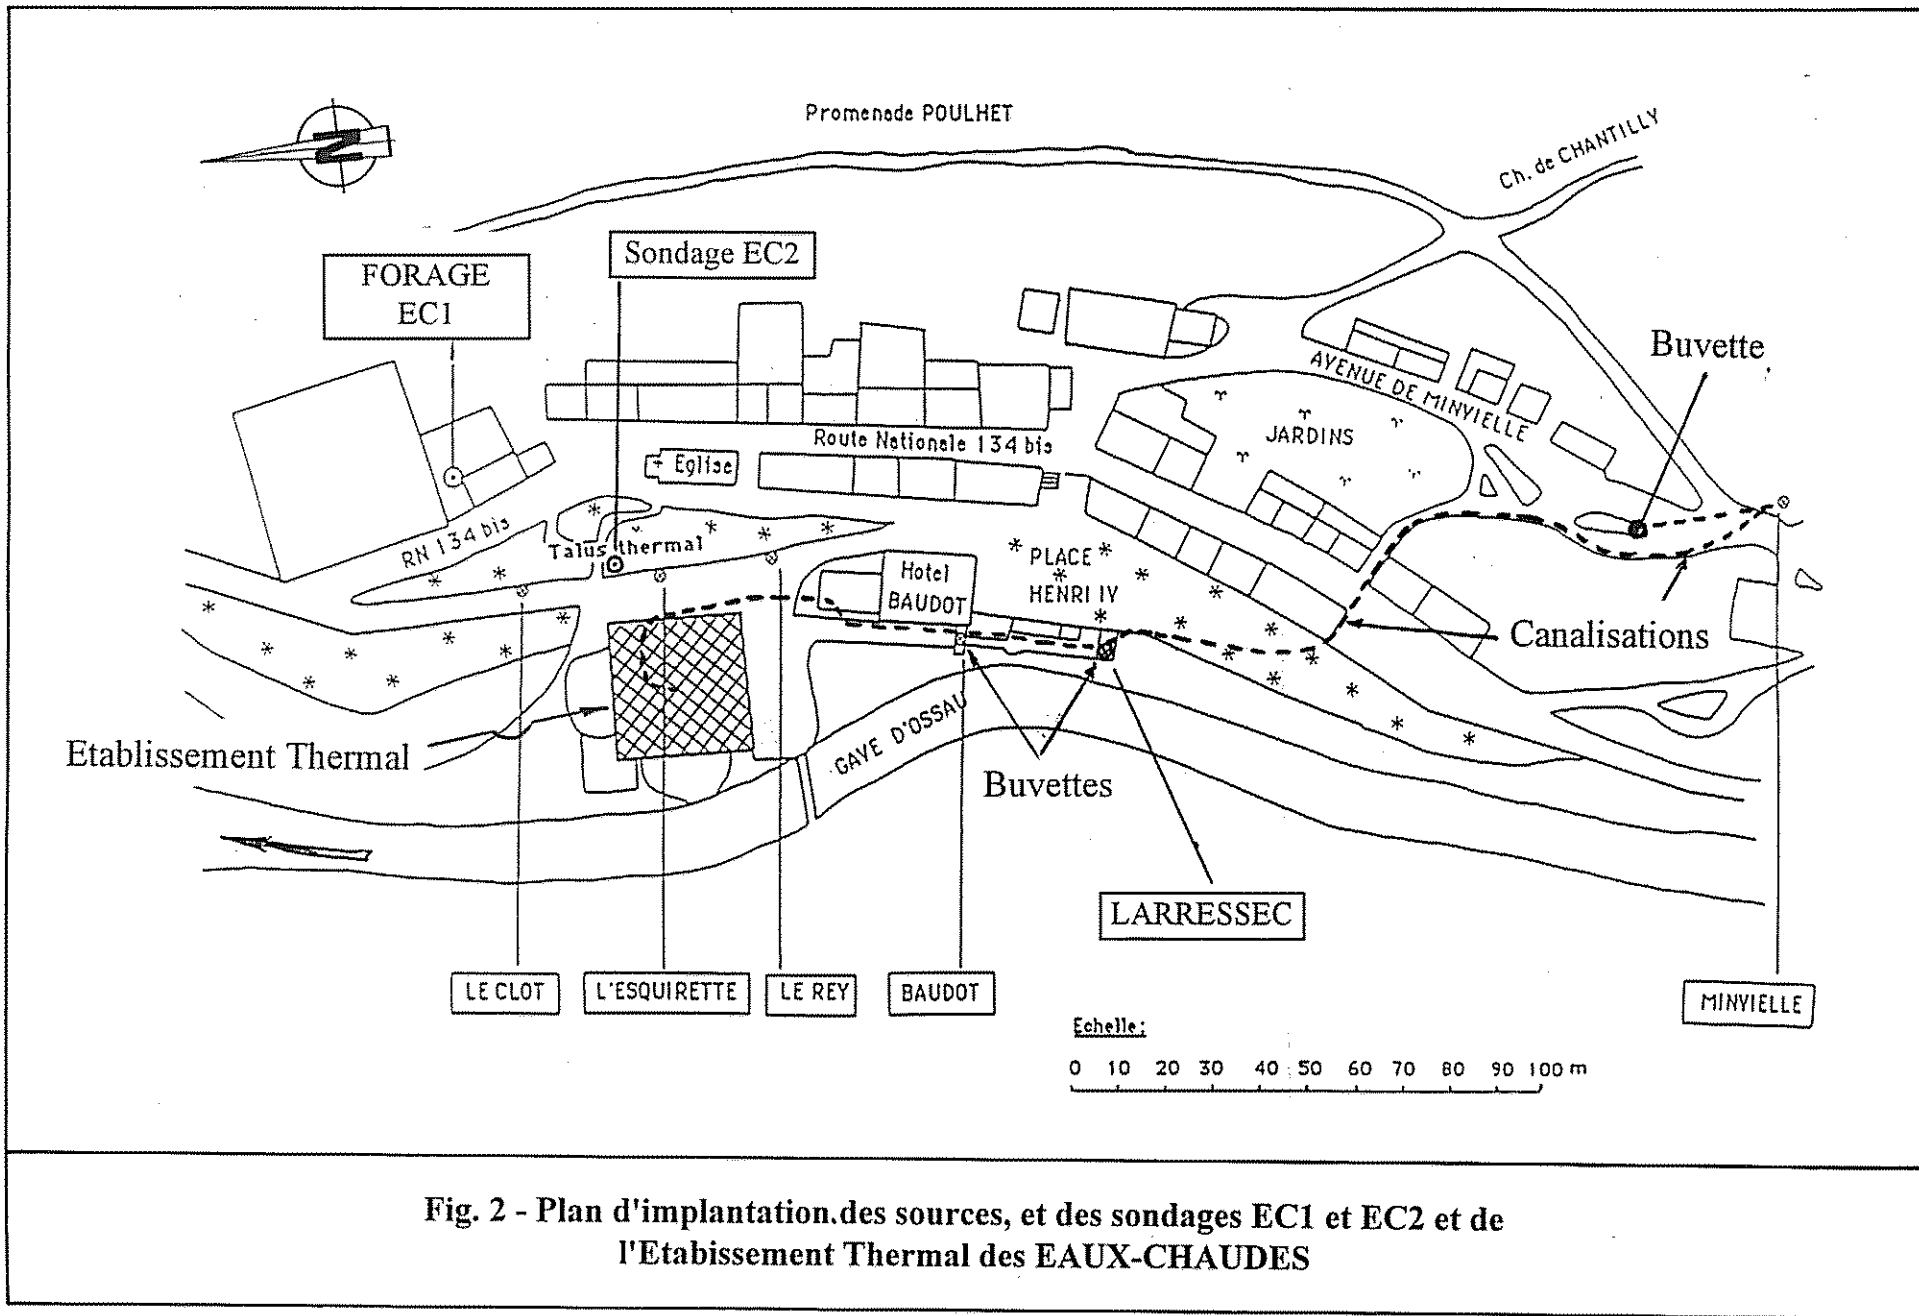 Promenade POULHET
Ch. de CHANTILLY
N
FORAGE
EC1
Sondage EC2
Buvette
AVENUE DE MINVIELLE
JARDINS
Route Nationale 134 bis
+ Eglise
RN 134 bis
Talus thermal
PLACE
HENRI IV
Hotel
BAUDOT
Canalisations
Etablissement Thermal
GAVE D'OSSAU
Buvettes
LARRESSEC
LE CLOT
L'ESQUIRETTE
LE REY
BAUDOT
MINVIELLE
Echelle:
0 10 20 30 40 50 60 70 80 90 100 m
Fig. 2 - Plan d'implantation.des sources, et des sondages EC1 et EC2 et de
l'Etabissement Thermal des EAUX-CHAUDES